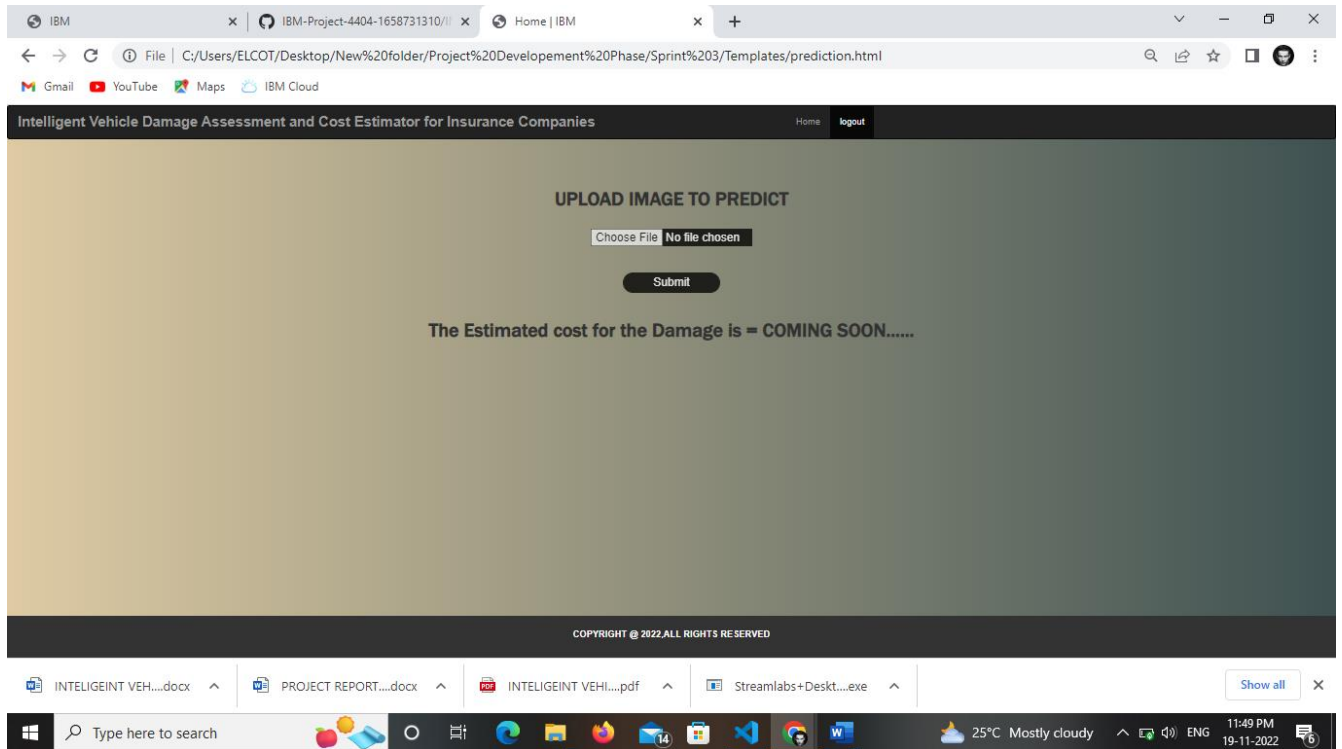 IBM
IBM-Project-4404-1658731310/
Home | IBM
File
C:/Users/ELCOT/Desktop/New%20folder/Project%20Developement%20Phase/Sprint%203/Templates/prediction.html
Gmail
YouTube
Maps
IBM Cloud
Intelligent Vehicle Damage Assessment and Cost Estimator for Insurance Companies
Home
logout
UPLOAD IMAGE TO PREDICT
Choose File No file chosen
Submit
The Estimated cost for the Damage is = COMING SOON......
COPYRIGHT @ 2022,ALL RIGHTS RESERVED
INTELIGEINT VEH....docx
PROJECT REPORT....docx
PDF
INTELIGEINT VEHI....pdf
Streamlabs+Deskt....exe
Show all
Type here to search
14
W
25°C Mostly cloudy
ENG
11:49 PM
19-11-2022
6